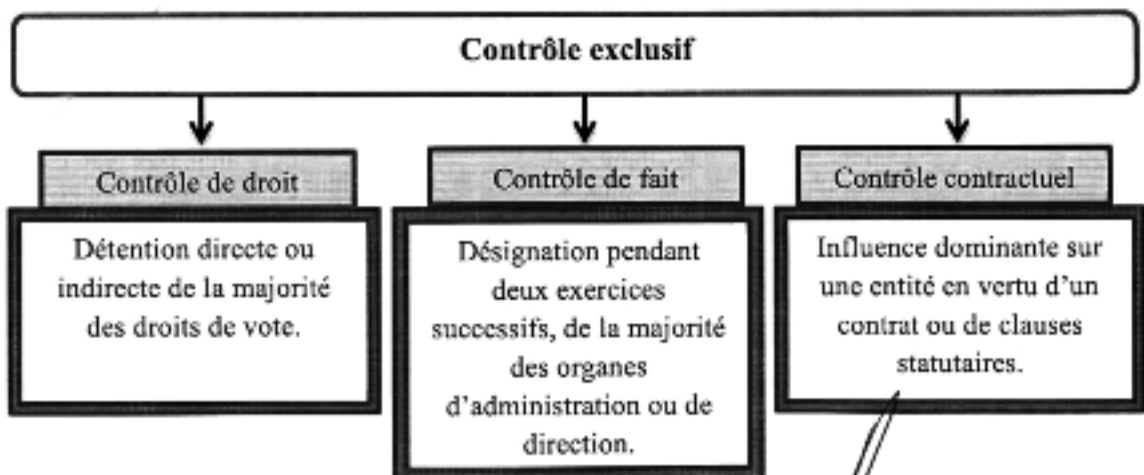 Contrôle exclusif
Contrôle de droit
Détention directe ou
indirecte de la majorité
des droits de vote.
Contrôle de fait
Désignation pendant
deux exercices
successifs, de la majorité
des organes
d'administration ou de
direction.
Contrôle contractuel
Influence dominante sur
une entité en vertu d'un
contrat ou de clauses
statutaires.